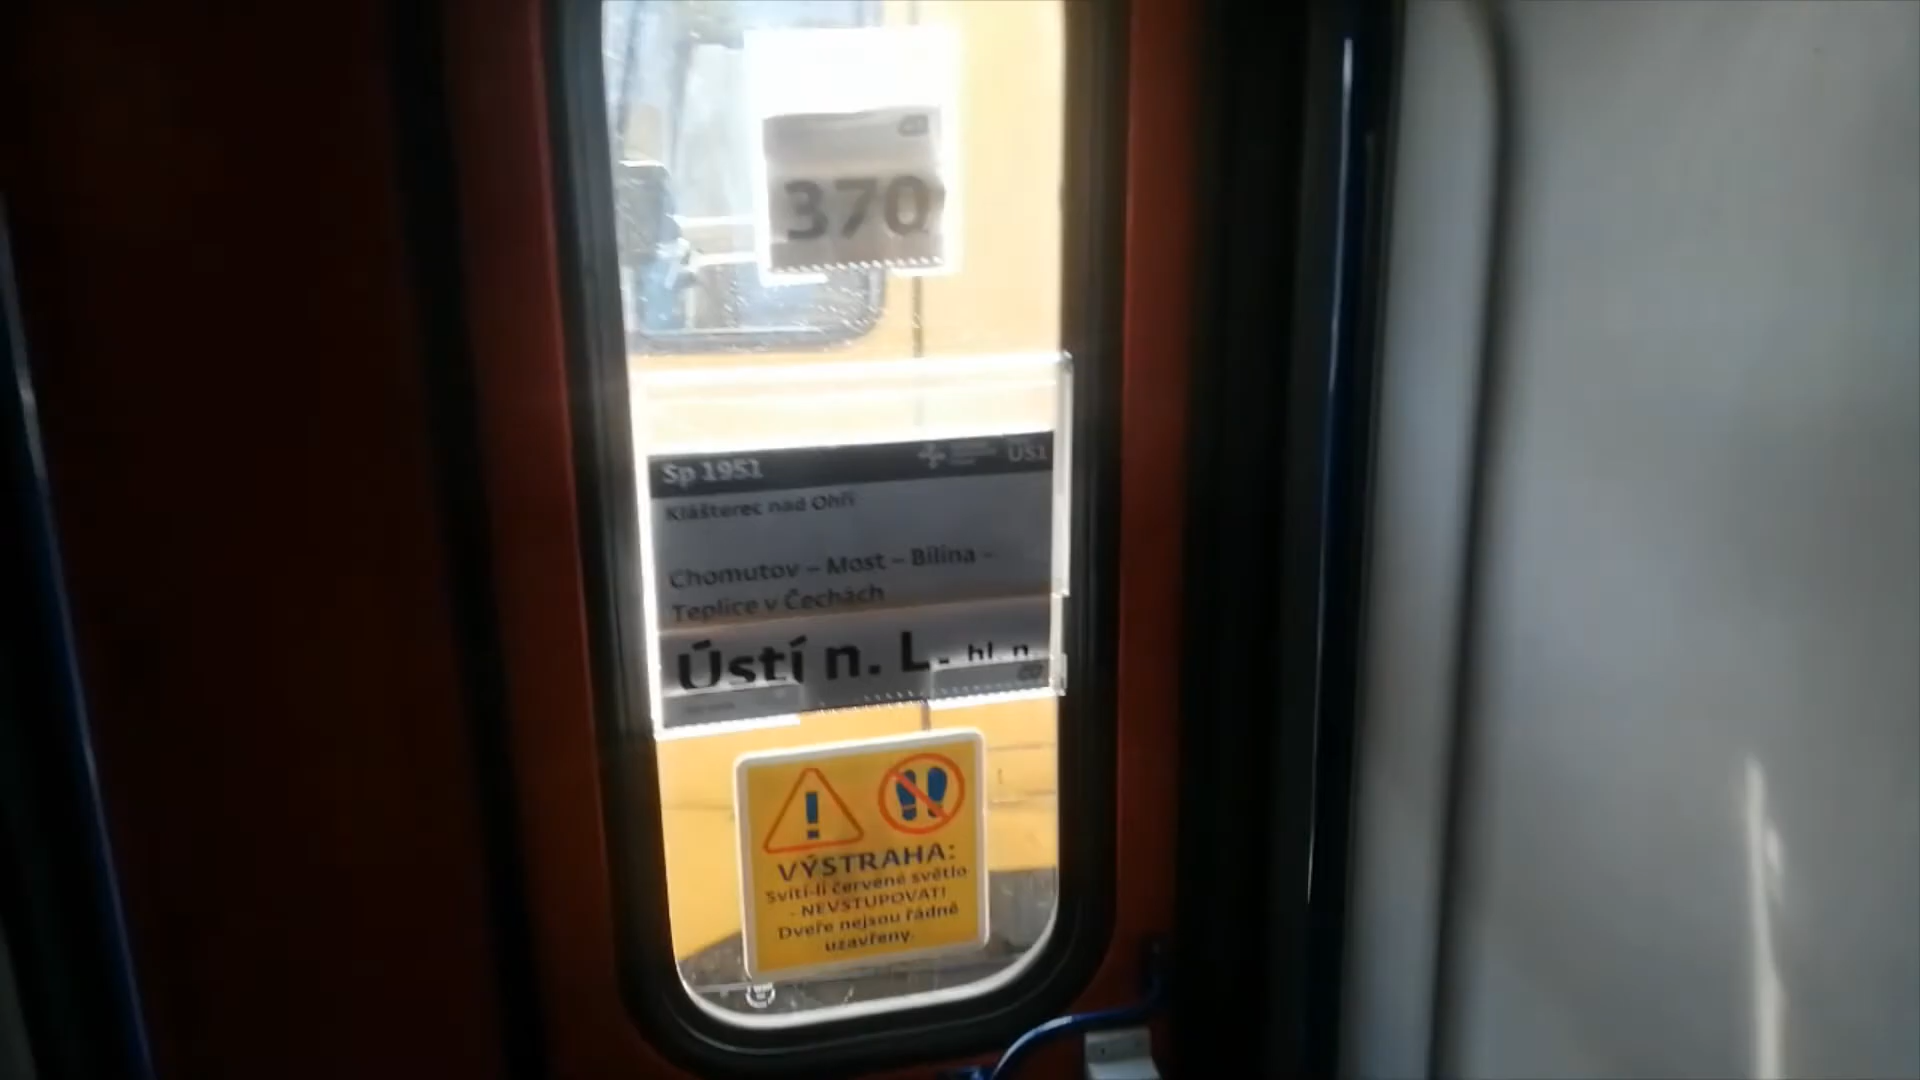 370
Sp 1951
U51
Klášterec nad Ohří
Chomutov – Most – Bílina –
Teplice v Čechách
Ústí n. L. hl. n.
VÝSTRAHA:
Svítí-li červené světlo
- NEVSTUPOVAT!
Dveře nejsou řádně
uzavřeny.